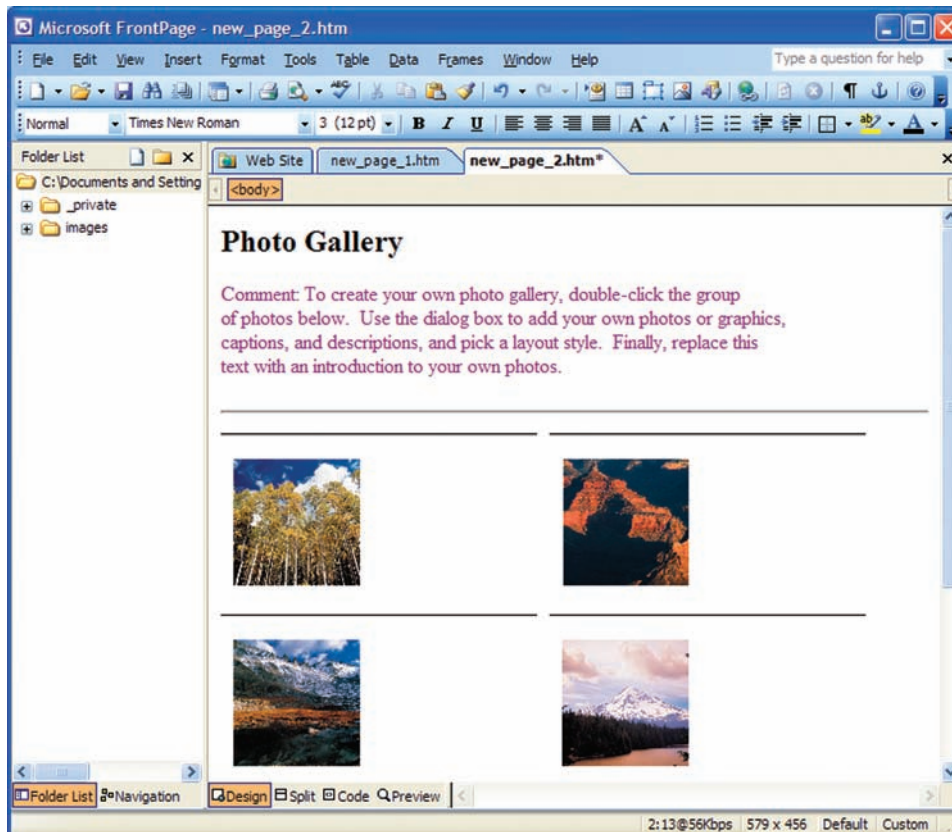 Microsoft FrontPage - new_page_2.htm
File Edit View Insert Format Tools Table Data Frames Window Help Type a question for help
Normal Times New Roman 3 (12 pt) B I U A A ab A
Folder List Web Site new_page_1.htm new_page_2.htm*
C:\Documents and Setting
<body>
_private
images
Photo Gallery
Comment: To create your own photo gallery, double-click the group
of photos below. Use the dialog box to add your own photos or graphics,
captions, and descriptions, and pick a layout style. Finally, replace this
text with an introduction to your own photos.
Folder List Navigation Design Split Code Preview
2:13@56Kbps 579 x 456 Default Custom